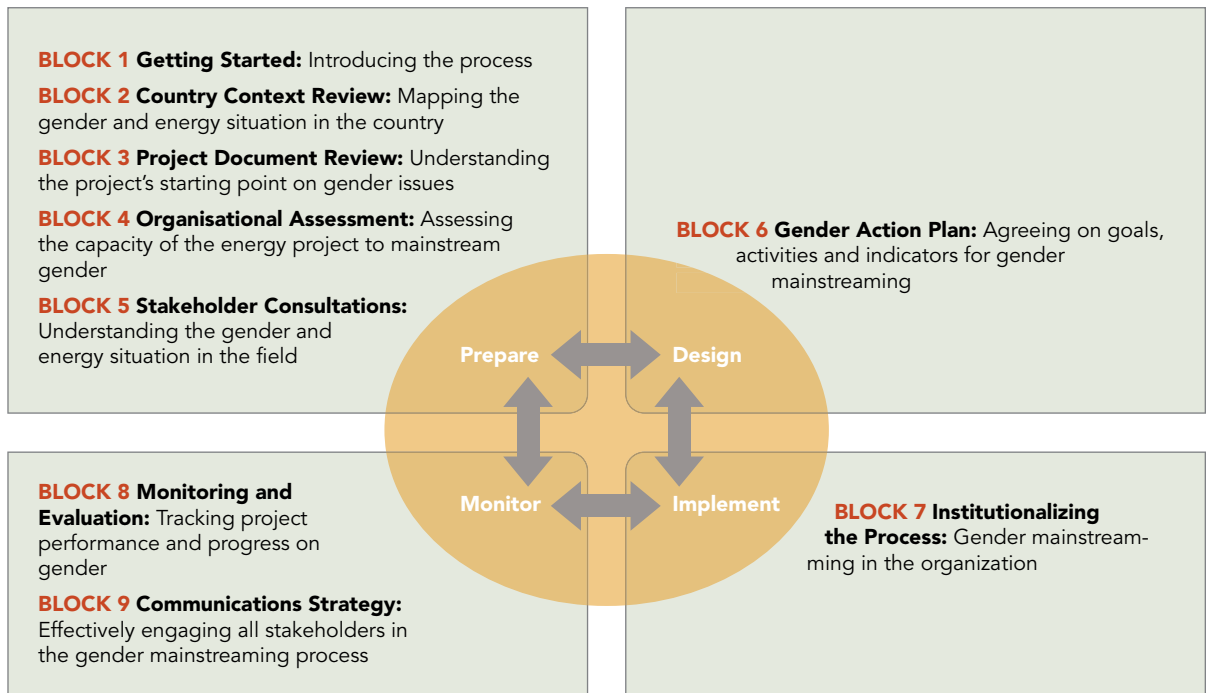 BLOCK 1 Getting Started: Introducing the process
BLOCK 2 Country Context Review: Mapping the
gender and energy situation in the country
BLOCK 3 Project Document Review: Understanding
the project’s starting point on gender issues
BLOCK 4 Organisational Assessment: Assessing
the capacity of the energy project to mainstream
gender
BLOCK 5 Stakeholder Consultations:
Understanding the gender and
energy situation in the field
BLOCK 6 Gender Action Plan: Agreeing on goals,
activities and indicators for gender
mainstreaming
Prepare
Design
Monitor
Implement
BLOCK 8 Monitoring and
Evaluation: Tracking project
performance and progress on
gender
BLOCK 9 Communications Strategy:
Effectively engaging all stakeholders in
the gender mainstreaming process
BLOCK 7 Institutionalizing
the Process: Gender mainstream-
ming in the organization